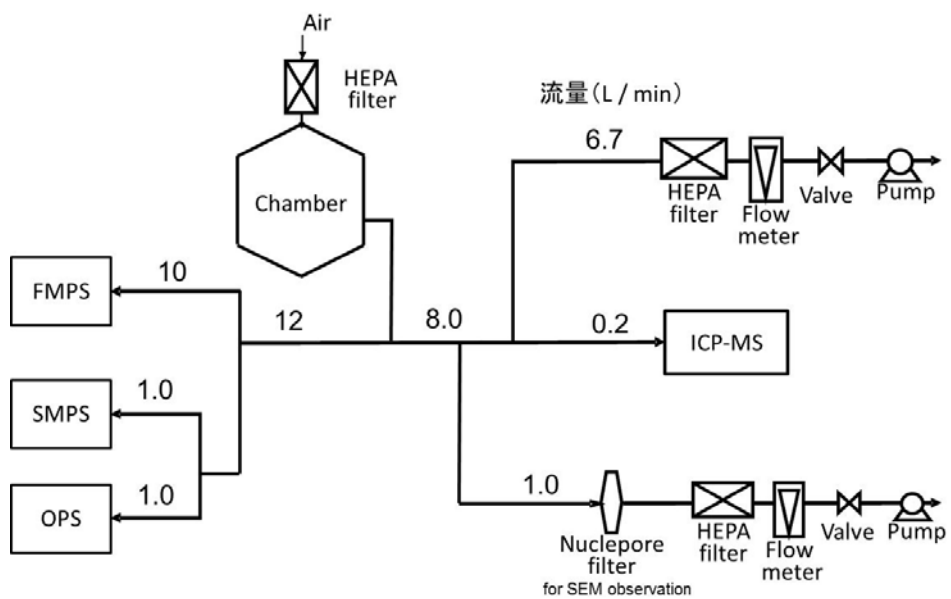 Air
HEPA
filter
流量（L / min）
6.7
HEPA
filter
Flow
meter
Valve
Pump
Chamber
10
FMPS
12
8.0
0.2
ICP-MS
1.0
SMPS
1.0
OPS
1.0
Nuclepore
filter
for SEM observation
HEPA
filter
Flow
meter
Valve
Pump